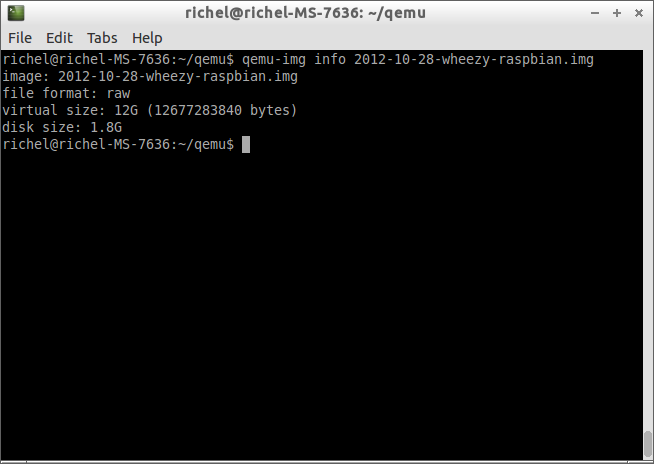 richel@richel-MS-7636: ~/qemu
File Edit Tabs Help
richel@richel-MS-7636:~/qemu$ qemu-img info 2012-10-28-wheezy-raspbian.img
image: 2012-10-28-wheezy-raspbian.img
file format: raw
virtual size: 12G (12677283840 bytes)
disk size: 1.8G
richel@richel-MS-7636:~/qemu$